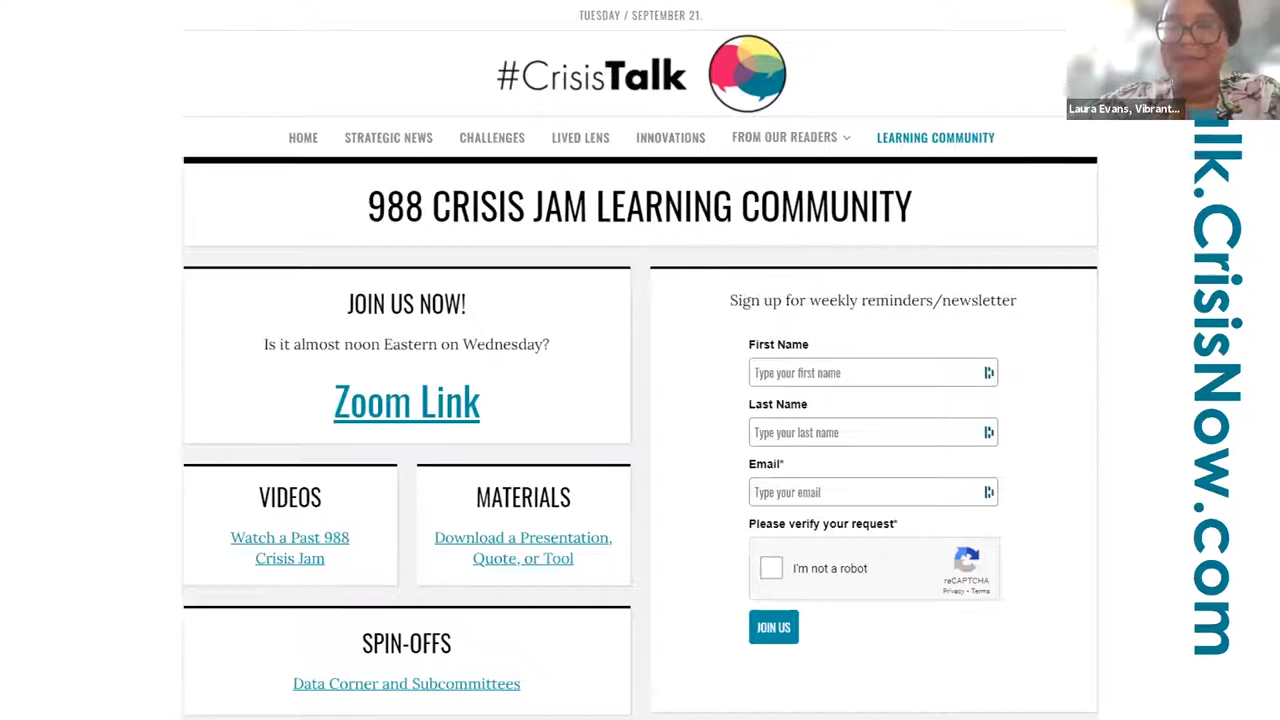 TUESDAY / SEPTEMBER 21.
#CrisisTalk
Laura Evans, Vibrant...
HOME STRATEGIC NEWS CHALLENGES LIVED LENS INNOVATIONS FROM OUR READERS LEARNING COMMUNITY
988 CRISIS JAM LEARNING COMMUNITY
JOIN US NOW!
Is it almost noon Eastern on Wednesday?
Zoom Link
VIDEOS
Watch a Past 988
Crisis Jam
MATERIALS
Download a Presentation,
Quote, or Tool
SPIN-OFFS
Data Corner and Subcommittees
Sign up for weekly reminders/newsletter
First Name
Type your first name
Last Name
Type your last name
Email*
Type your email
Please verify your request*
I'm not a robot
reCAPTCHA
Privacy - Terms
JOIN US
lk.CrisisNow.com